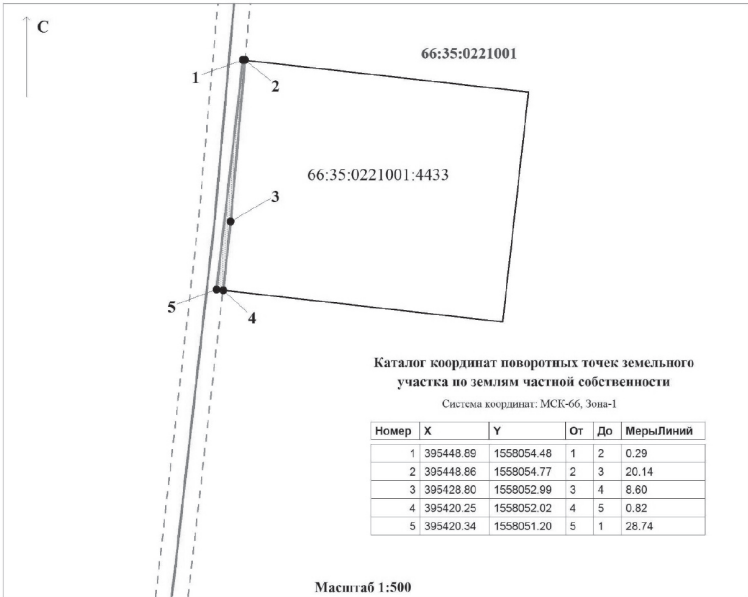 С
66:35:0221001
1
2
66:35:0221001:4433
3
5
4
Каталог координат поворотных точек земельного
участка по землям частной собственности
Система координат: МСК-66, Зона-1
Номер X Y От До МерыЛиний
1 395448.89 1558054.48 1 2 0.29
2 395448.86 1558054.77 2 3 20.14
3 395428.80 1558052.99 3 4 8.60
4 395420.25 1558052.02 4 5 0.82
5 395420.34 1558051.20 5 1 28.74
Масштаб 1:500